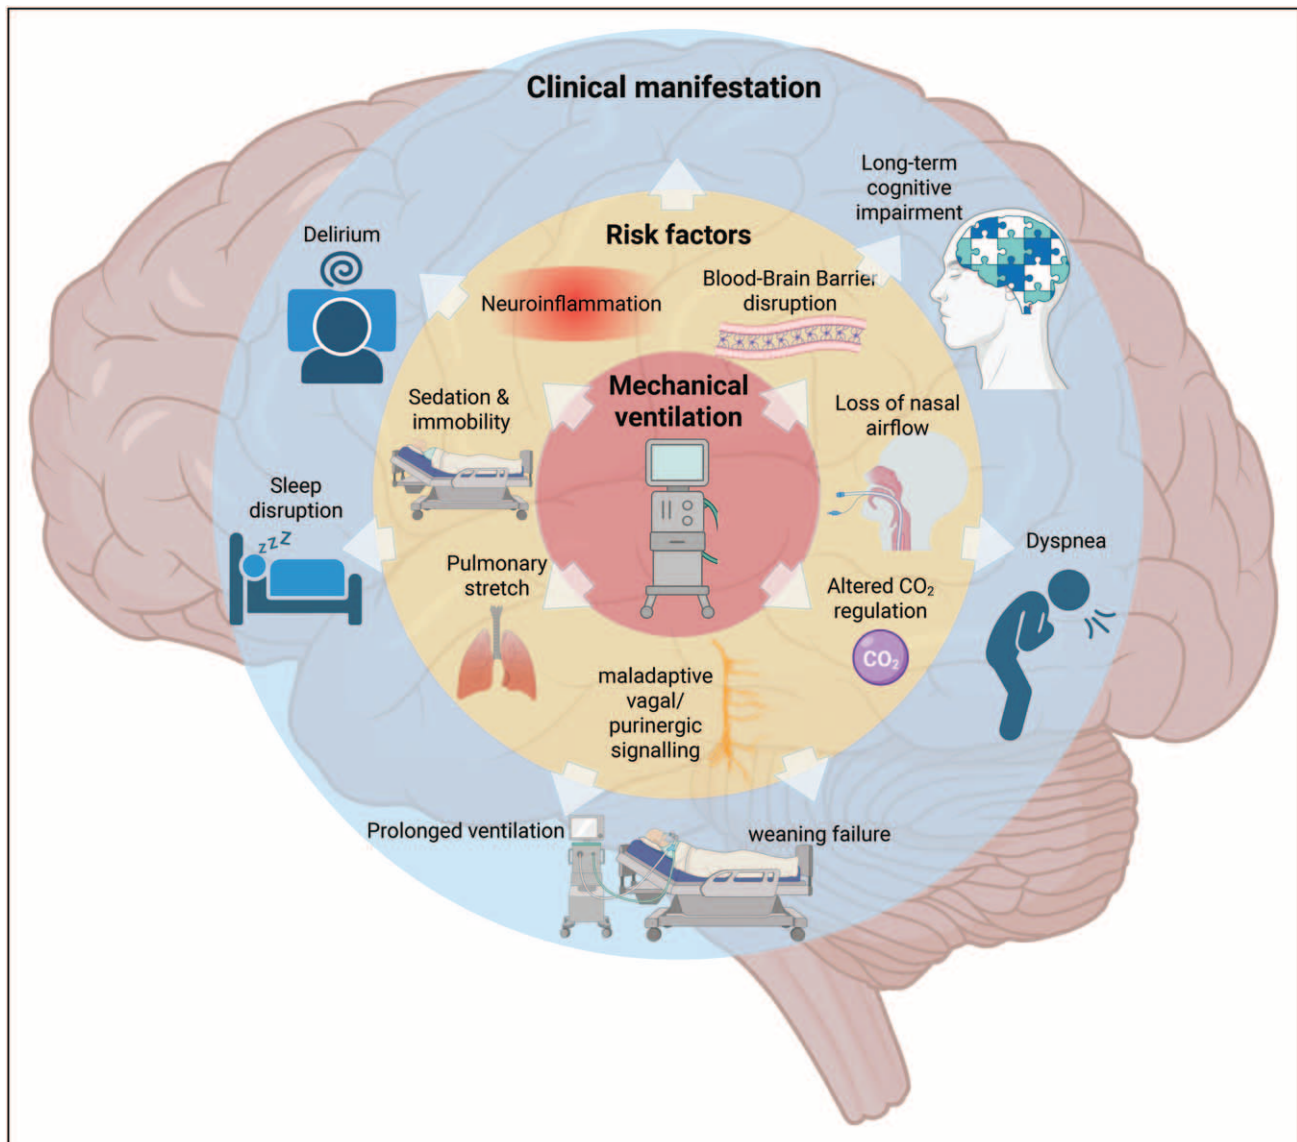 Clinical manifestation
Long-term
cognitive
impairment
Delirium
Risk factors
Neuroinflammation
Blood-Brain Barrier
disruption
Mechanical
ventilation
Sedation &
immobility
Loss of nasal
airflow
Sleep
disruption
zzz
Dyspnea
Pulmonary
stretch
Altered CO₂
regulation
CO₂
maladaptive
vagal/
purinergic
signalling
Prolonged ventilation
weaning failure